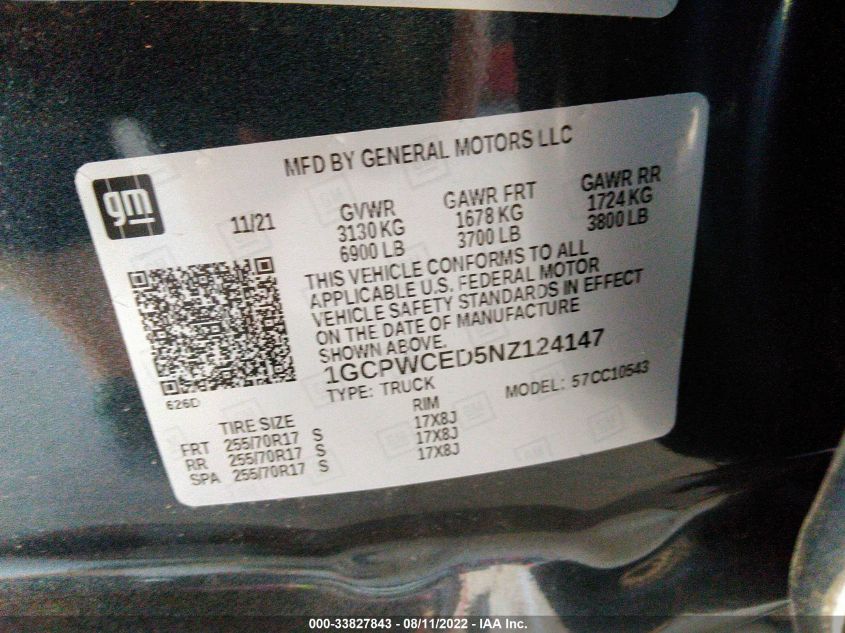 MFD BY GENERAL MOTORS LLC
gm
11/21
GVWR GAWR FRT GAWR RR
3130 KG 1678 KG 1724 KG
6900 LB 3700 LB 3800 LB
THIS VEHICLE CONFORMS TO ALL
APPLICABLE U.S. FEDERAL MOTOR
VEHICLE SAFETY STANDARDS IN EFFECT
ON THE DATE OF MANUFACTURE
SHOWN ABOVE.
1GCPWCED5NZ124147
TYPE: TRUCK MODEL: 57CC10543
626D
TIRE SIZE RIM
FRT 255/70R17 S 17X8J
RR 255/70R17 S 17X8J
SPA 255/70R17 S 17X8J
000-33827843 - 08/11/2022 - IAA Inc.